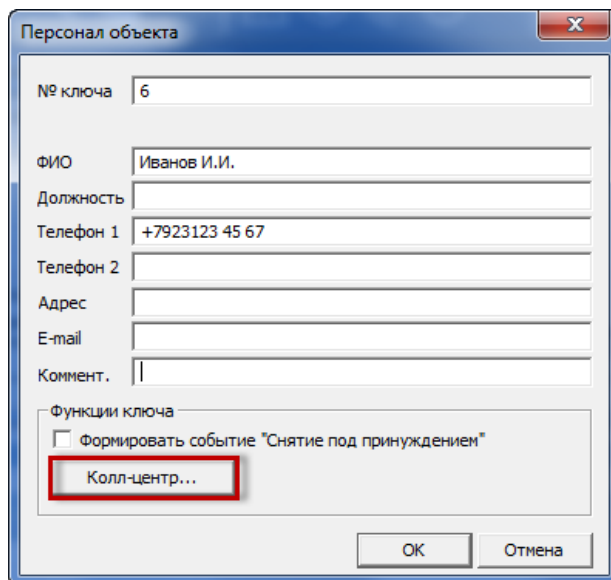 Персонал объекта
№ ключа 6
ФИО Иванов И.И.
Должность
Телефон 1 +7923123 45 67
Телефон 2
Адрес
E-mail
Коммент.
Функции ключа
Формировать событие "Снятие под принуждением"
Колл-центр...
ОК Отмена